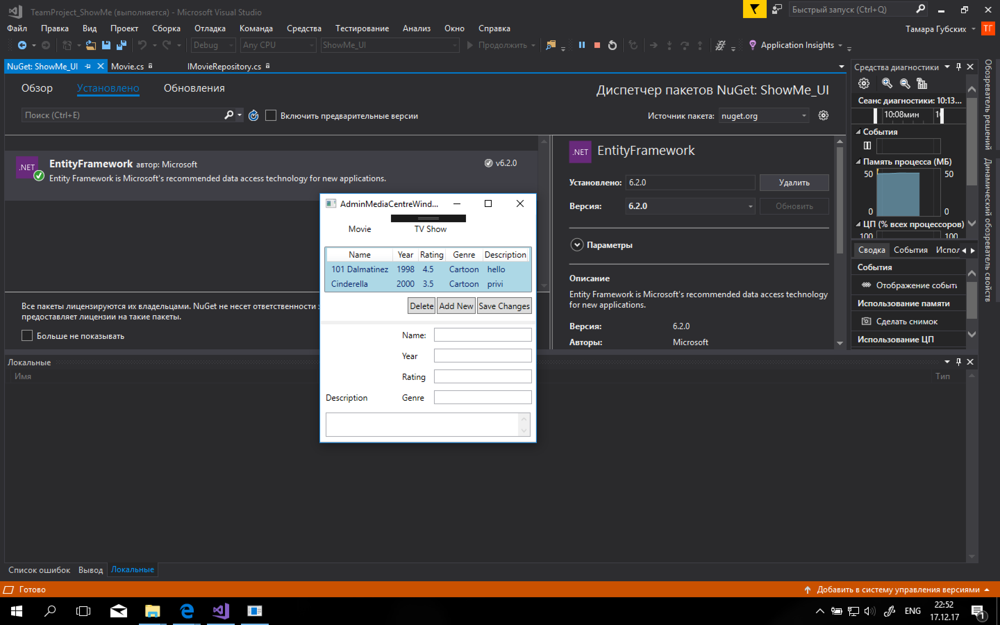 TeamProject_ShowMe (выполняется) - Microsoft Visual Studio
Быстрый запуск (Ctrl+Q)
Файл Правка Вид Проект Сборка Отладка Команда Средства Тестирование Анализ Окно Справка
Тамара Губских ТГ
Debug Any CPU ShowMe_UI Продолжить Application Insights
NuGet: ShowMe_UI Movie.cs IMovieRepository.cs
Обзор Установлено Обновления
Диспетчер пакетов NuGet: ShowMe_UI
Поиск (Ctrl+E) Включить предварительные версии
Источник пакета: nuget.org
.NET EntityFramework автор: Microsoft v6.2.0
Entity Framework is Microsoft's recommended data access technology for new applications.
Все пакеты лицензируются их владельцами. NuGet не несет ответственности
предоставляет лицензии на такие пакеты.
Больше не показывать
.NET EntityFramework
Установлено: 6.2.0 Удалить
Версия: 6.2.0 Обновить
Параметры
Описание
Entity Framework is Microsoft's recommended data access technology
for new applications.
Версия: 6.2.0
Авторы: Microsoft
AdminMediaCentreWind...
Movie TV Show
Name Year Rating Genre Description
101 Dalmatinez 1998 4.5 Cartoon hello
Cinderella 2000 3.5 Cartoon privi
Delete Add New Save Changes
Name:
Year
Rating
Description Genre
Средства диагностики
Сеанс диагностики: 10:13...
10:08мин
События
Память процесса (МБ)
50 50
0 0
ЦП (% всех процессоров)
100 100
Сводка События Испол
События
Отображение событи
Использование памяти
Сделать снимок
Использование ЦП
Обозреватель решений
Динамический обозреватель свойств
Локальные
Имя Тип
Список ошибок Вывод Локальные
Готово
Добавить в систему управления версиями
ENG
22:52
17.12.17
1